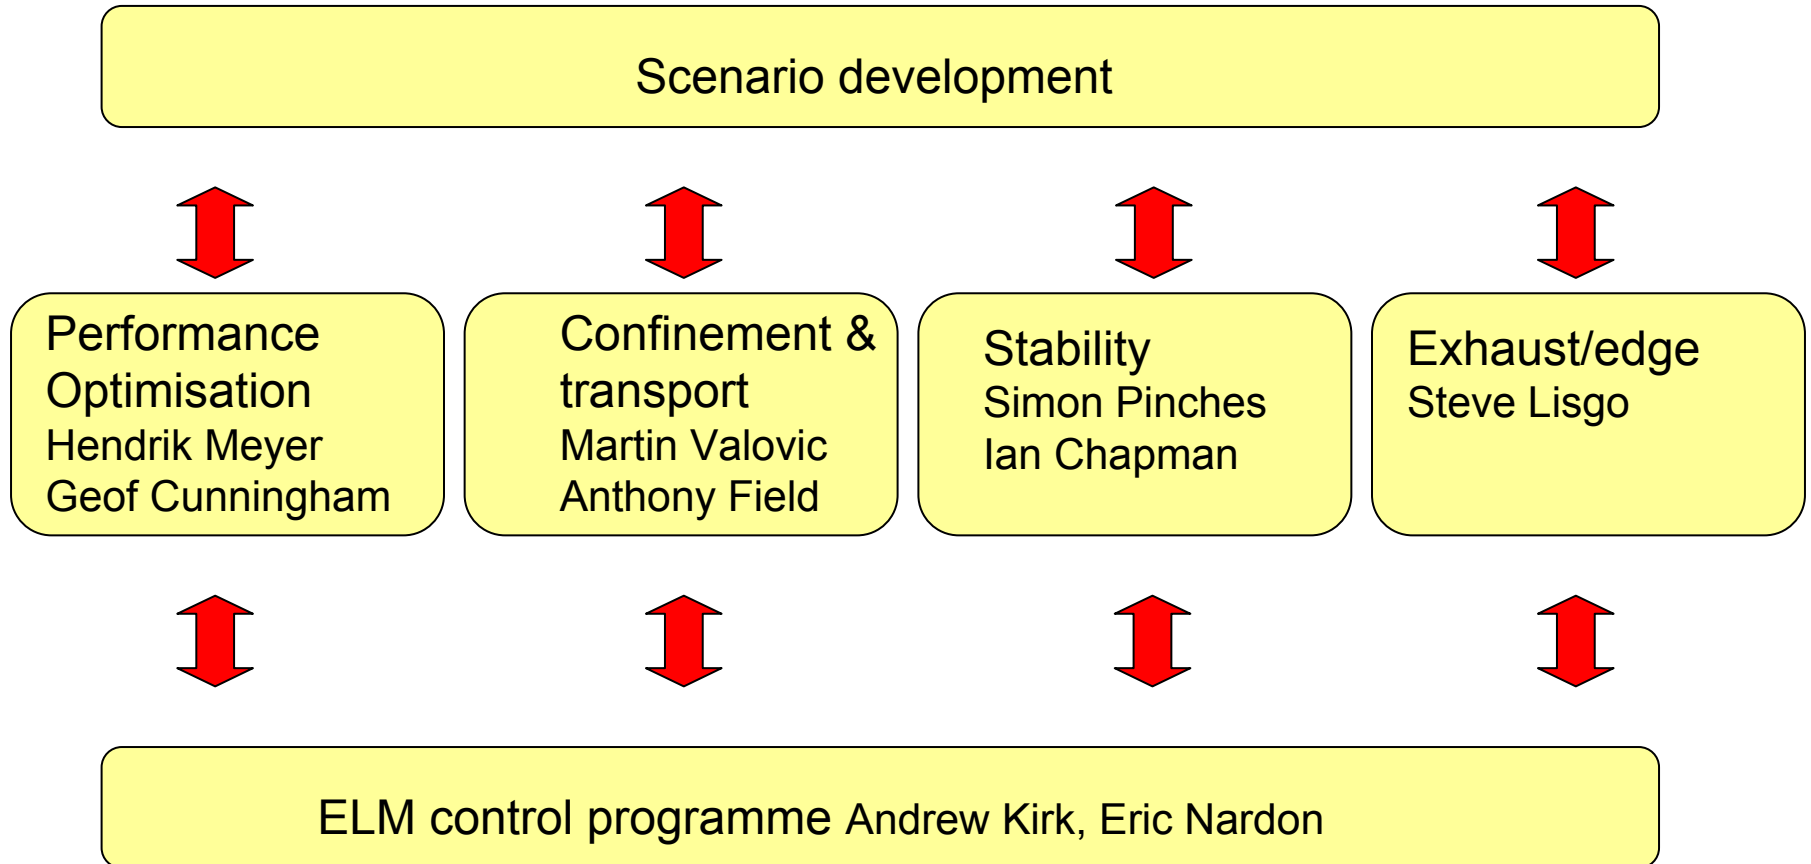 Scenario development
Performance
Optimisation
Hendrik Meyer
Geof Cunningham
Confinement &
transport
Martin Valovic
Anthony Field
Stability
Simon Pinches
Ian Chapman
Exhaust/edge
Steve Lisgo
ELM control programme Andrew Kirk, Eric Nardon